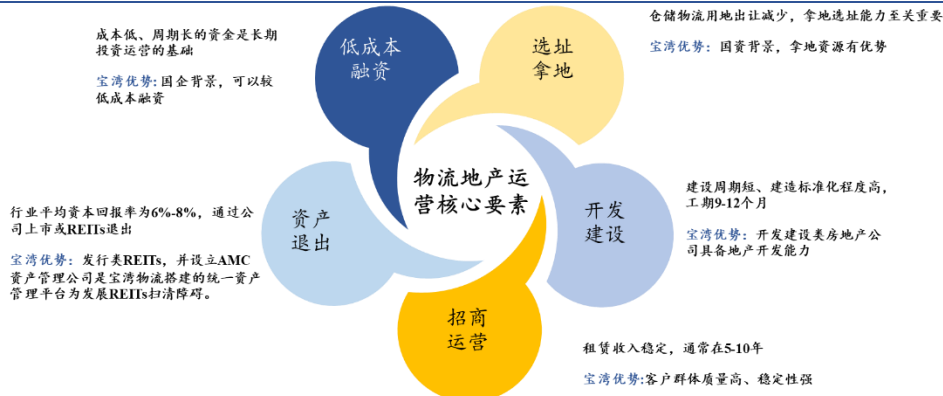 成本低、周期长的资金是长期
投资运营的基础
宝湾优势:国企背景，可以较
低成本融资
低成本
融资
选址
拿地
仓储物流用地出让减少，拿地选址能力至关重要
宝湾优势： 国资背景，拿地资源有优势
物流地产运
营核心要素
行业平均资本回报率为6%-8%，通过公
司上市或REITs退出
宝湾优势： 发行类REITs，并设立AMC
资产管理公司是宝湾物流搭建的统一资产
管理平台为发展REITs扫清障碍。
资产
退出
开发
建设
建设周期短、建造标准化程度高，
工期9-12个月
宝湾优势： 开发建设类房地产公
司具备地产开发能力
招商
运营
租赁收入稳定，通常在5-10年
宝湾优势:客户群体质量高、稳定性强